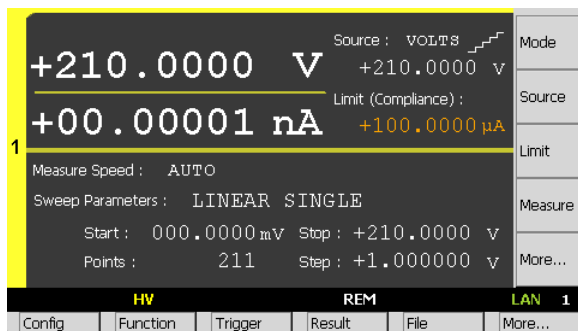 +210.0000 V
Source : VOLTS
+210.0000 V
+00.00001 nA
Limit (Compliance) :
+100.0000 µA
1
Measure Speed : AUTO
Sweep Parameters : LINEAR SINGLE
Start : 000.0000 mV Stop : +210.0000 V
Points : 211 Step : +1.000000 V
Mode
Source
Limit
Measure
More...
HV REM LAN 1
Config Function Trigger Result File More...